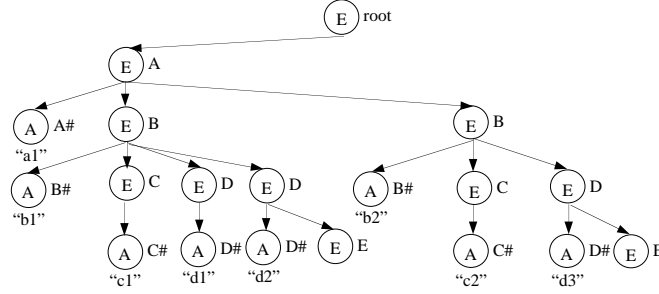 E root
E A
A A# E B E B
"a1"
A B# E C E D E D A B# E C E D
"b1" "b2"
A C# A D# A D# E E A C# A D# E E
"c1" "d1" "d2" "c2" "d3"